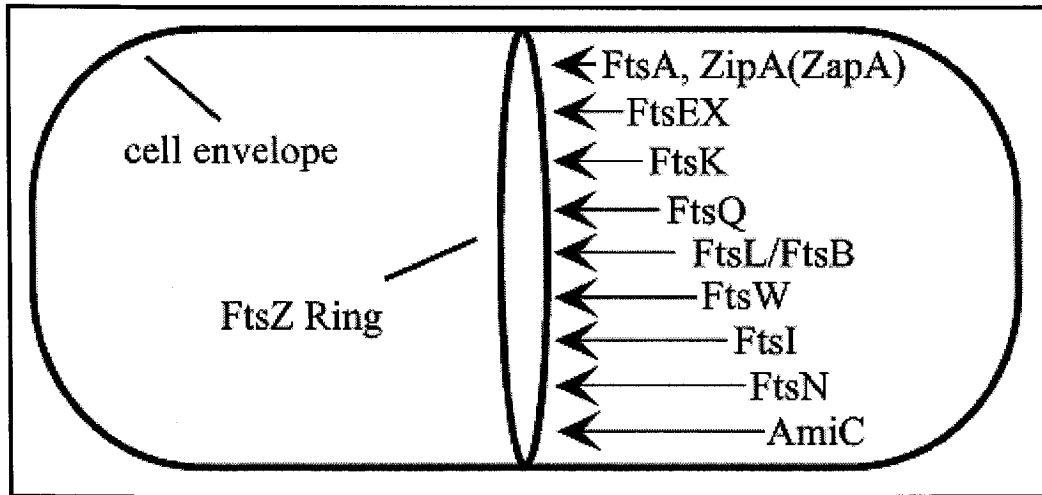 FtsA, ZipA(ZapA)
FtsEX
cell envelope
FtsK
FtsQ
FtsL/FtsB
FtsW
FtsZ Ring
FtsI
FtsN
AmiC